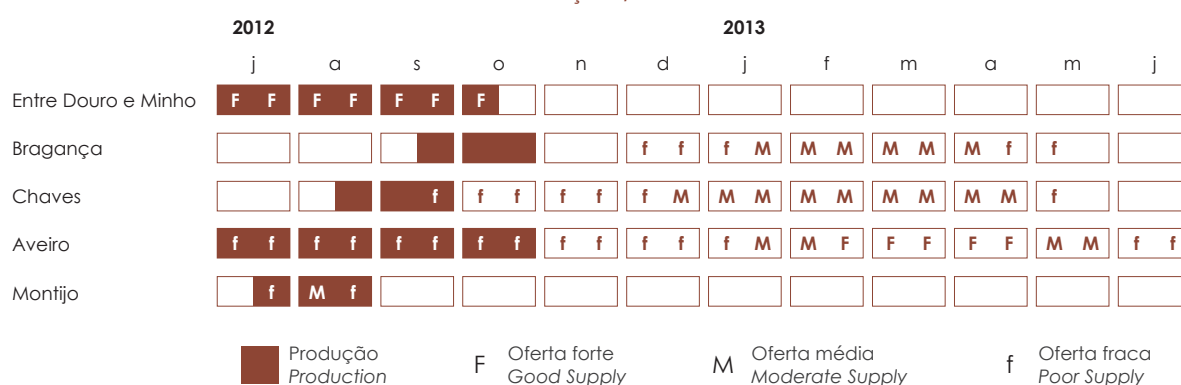 2012 2013
j a s o n d j f m a m j
Entre Douro e Minho F F F F F F F
Bragança f f f M M M M M M f f
Chaves f f f f f f M M M M M M M M M f
Aveiro f f f f f f f f f f f f f M M F F F F F M M f f
Montijo f M f
Produção F Oferta forte M Oferta média f Oferta fraca
Production Good Supply Moderate Supply Poor Supply